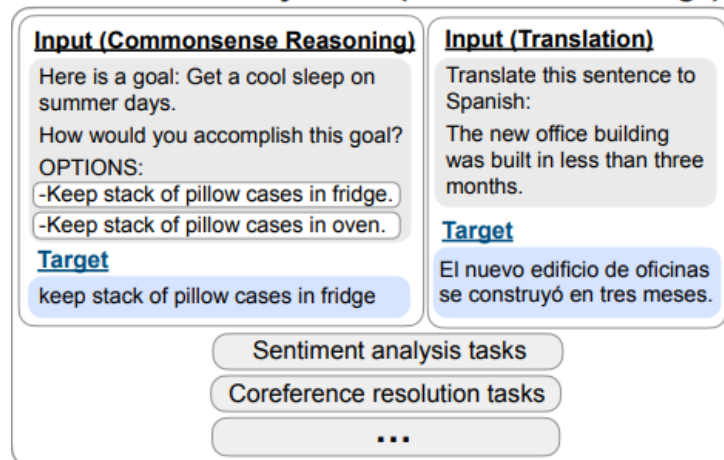 Input (Commonsense Reasoning)
Here is a goal: Get a cool sleep on
summer days.
How would you accomplish this goal?
OPTIONS:
-Keep stack of pillow cases in fridge.
-Keep stack of pillow cases in oven.
Target
keep stack of pillow cases in fridge
Input (Translation)
Translate this sentence to
Spanish:
The new office building
was built in less than three
months.
Target
El nuevo edificio de oficinas
se construyó en tres meses.
Sentiment analysis tasks
Coreference resolution tasks
...